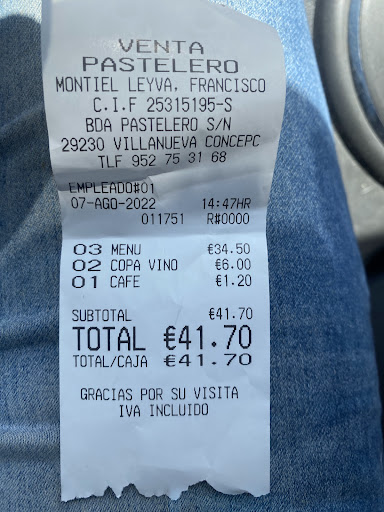 VENTA
PASTELERO
MONTIEL LEYVA, FRANCISCO
C.I.F 25315195-S
BDA PASTELERO S/N
29230 VILLANUEVA CONCEPC
TLF 952 75 31 68
EMPLEADO#01
07-AGO-2022 14:47HR
011751 R#0000
03 MENU €34.50
02 COPA VINO €6.00
01 CAFE €1.20
SUBTOTAL €41.70
TOTAL €41.70
TOTAL/CAJA €41.70
GRACIAS POR SU VISITA
IVA INCLUIDO